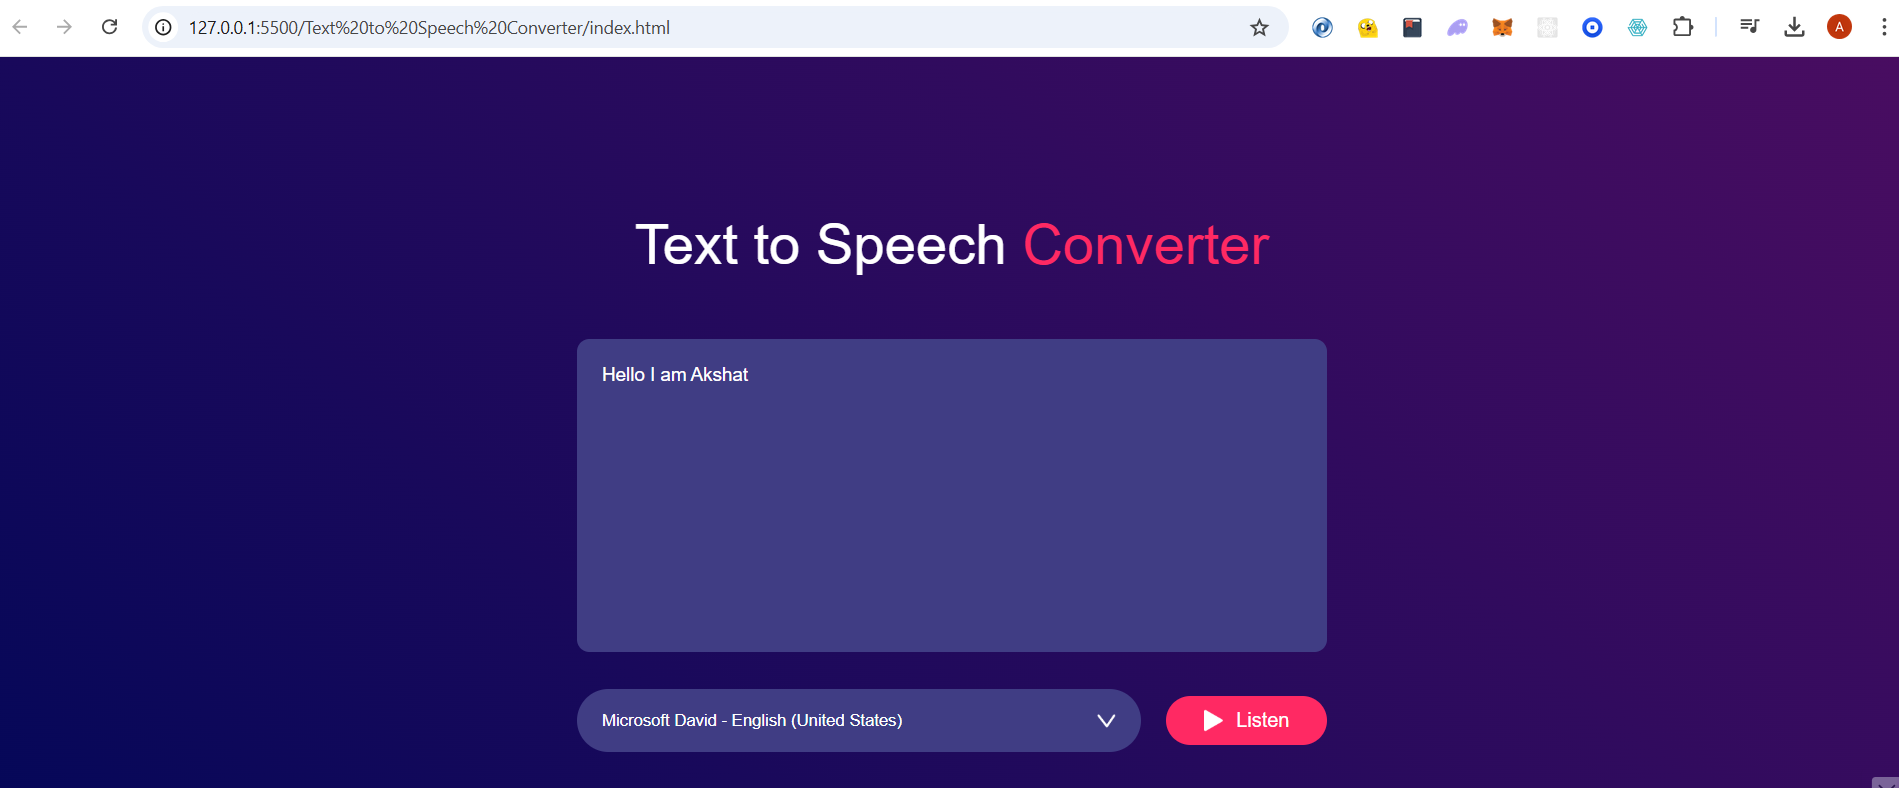 127.0.0.1:5500/Text%20to%20Speech%20Converter/index.html
A
Text to Speech Converter
Hello I am Akshat
Microsoft David - English (United States)
Listen